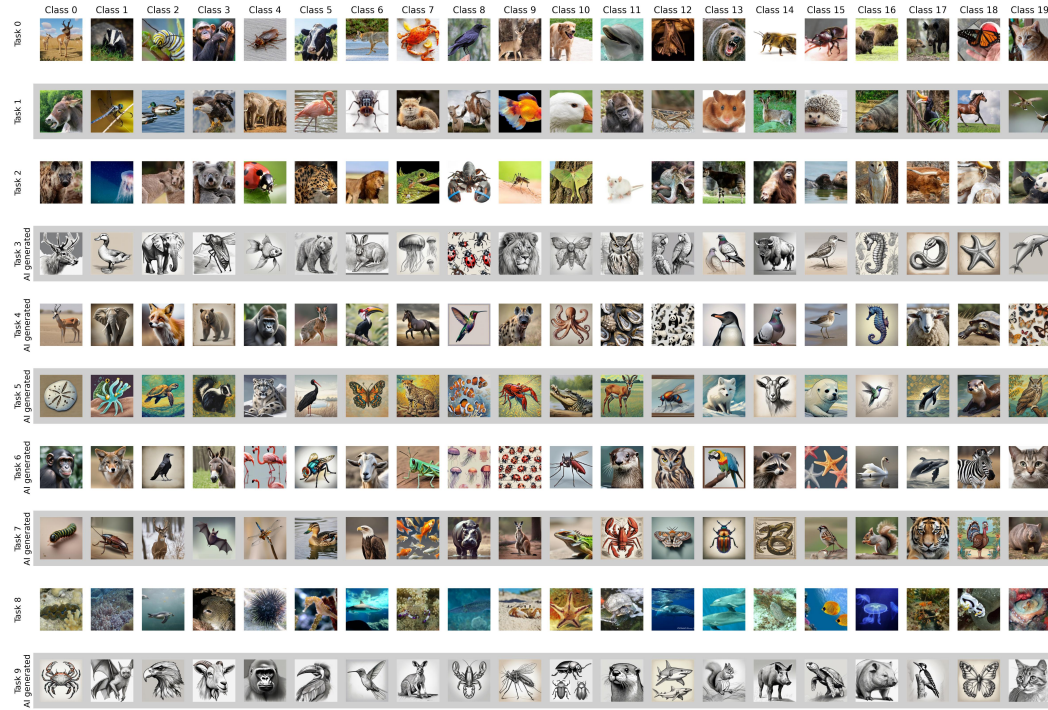 Class 0 Class 1 Class 2 Class 3 Class 4 Class 5 Class 6 Class 7 Class 8 Class 9 Class 10 Class 11 Class 12 Class 13 Class 14 Class 15 Class 16 Class 17 Class 18 Class 19
Task 0
Task 1
Task 2
Task 3
AI generated
Task 4
AI generated
Task 5
AI generated
Task 6
AI generated
Task 7
AI generated
Task 8
Task 9
AI generated